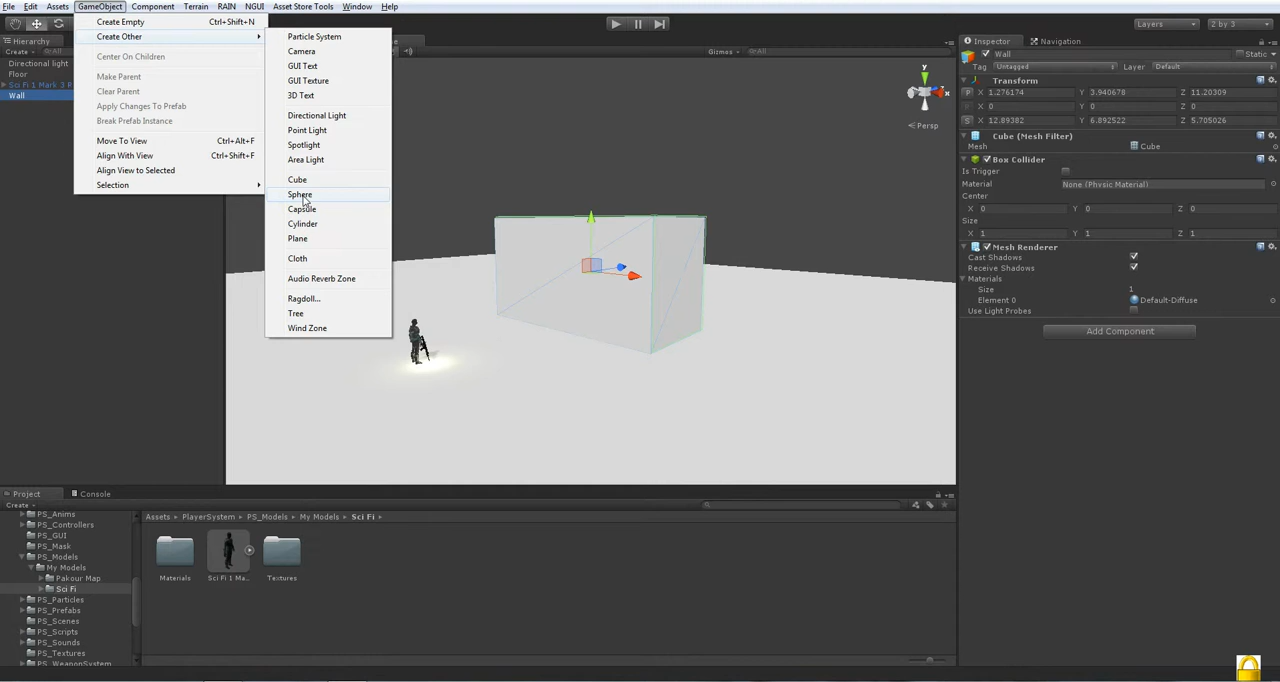 File Edit Assets GameObject Component Terrain RAIN NGUI Asset Store Tools Window Help
Layers 2 by 3
Create Empty Ctrl+Shift+N
Create Other
Center On Children
Make Parent
Clear Parent
Apply Changes To Prefab
Break Prefab Instance
Move To View Ctrl+Alt+F
Align With View Ctrl+Shift+F
Align View to Selected
Selection
Particle System
Camera
GUI Text
GUI Texture
3D Text
Directional Light
Point Light
Spotlight
Area Light
Cube
Sphere
Capsule
Cylinder
Plane
Cloth
Audio Reverb Zone
Ragdoll...
Tree
Wind Zone
Hierarchy
Create All
Directional light
Floor
Sci Fi 1 Mark 3 P
Wall
Gizmos All
y
x
Persp
Inspector Navigation
Wall Static
Tag Untagged Layer Default
Transform
P X 1.276174 Y 3.940678 Z 11.20309
R X 0 Y 0 Z 0
S X 12.89382 Y 6.892522 Z 5.705026
Cube (Mesh Filter)
Mesh Cube
Box Collider
Is Trigger
Material None (Physic Material)
Center
X 0 Y 0 Z 0
Size
X 1 Y 1 Z 1
Mesh Renderer
Cast Shadows
Receive Shadows
Materials
Size 1
Element 0 Default-Diffuse
Use Light Probes
Add Component
Project Console
Create
PS_Anims
PS_Controllers
PS_GUI
PS_Mask
PS_Models
My Models
Pakour Map
Sci Fi
PS_Particles
PS_Prefabs
PS_Scenes
PS_Scripts
PS_Sounds
PS_Textures
PS_WeaponSystem
Assets PlayerSystem PS_Models My Models Sci Fi
Materials Sci Fi 1 Ma... Textures